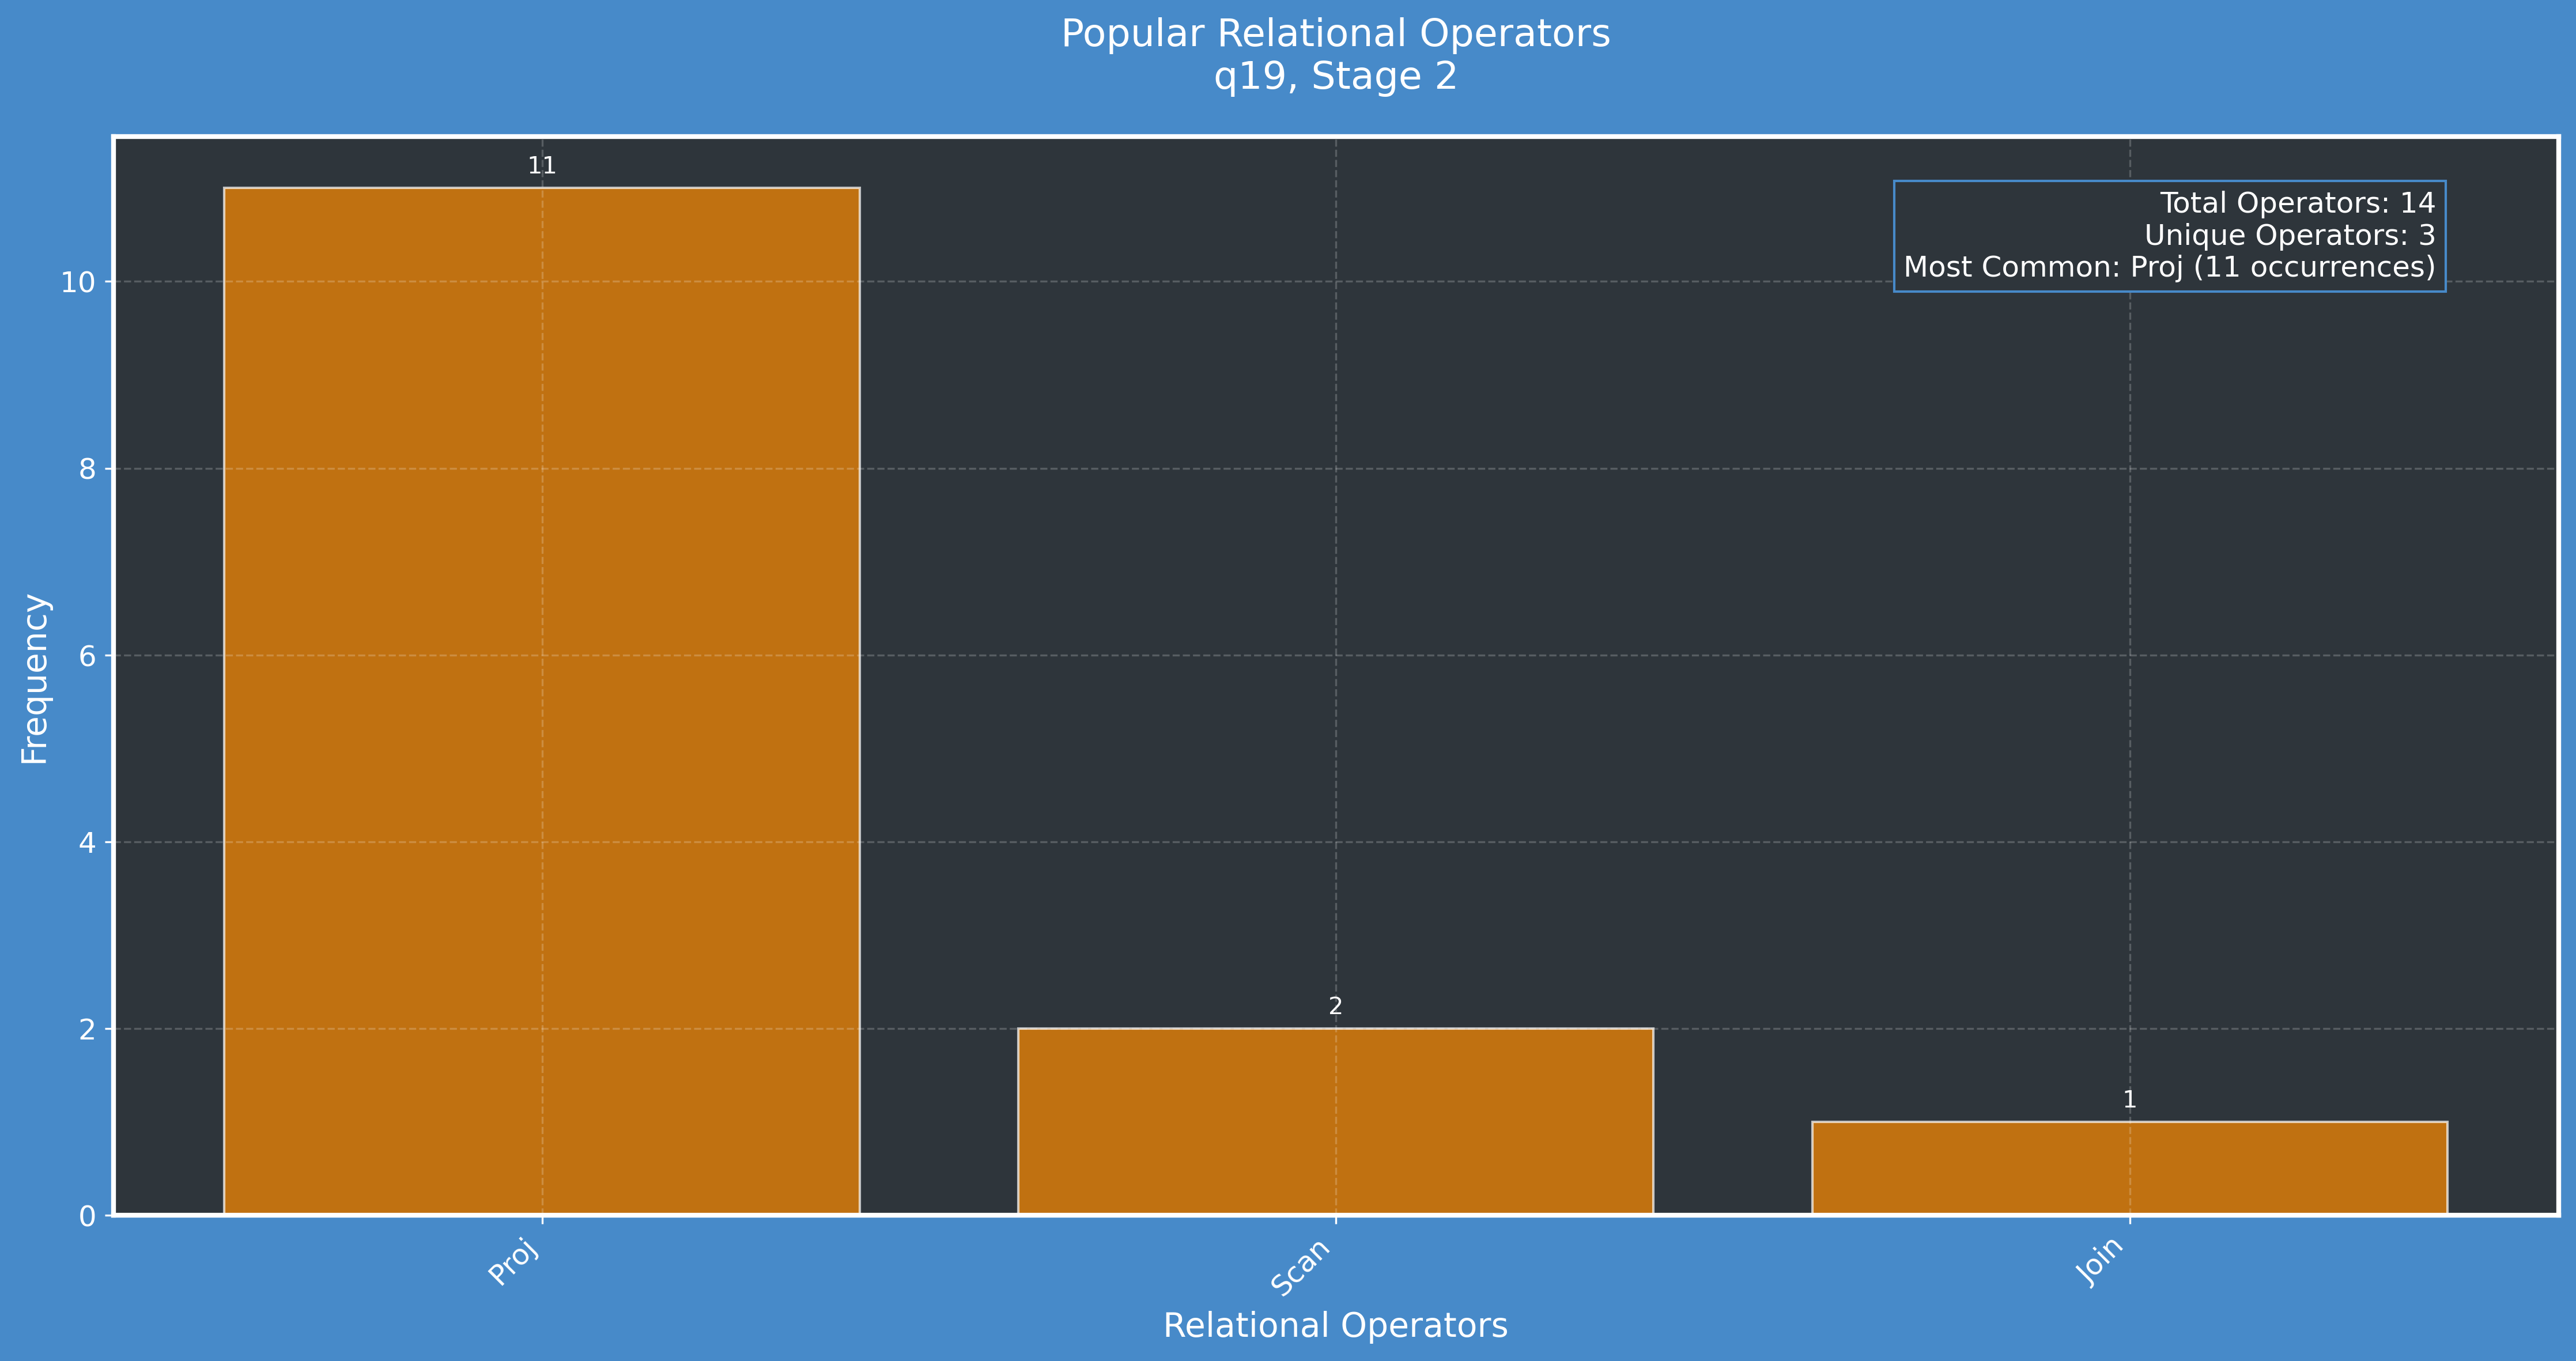 Popular Relational Operators
q19, Stage 2
11
Total Operators: 14
Unique Operators: 3
Most Common: Proj (11 occurrences)
10
8
6
4
2
0
Frequency
2
1
Proj
Scan
Join
Relational Operators